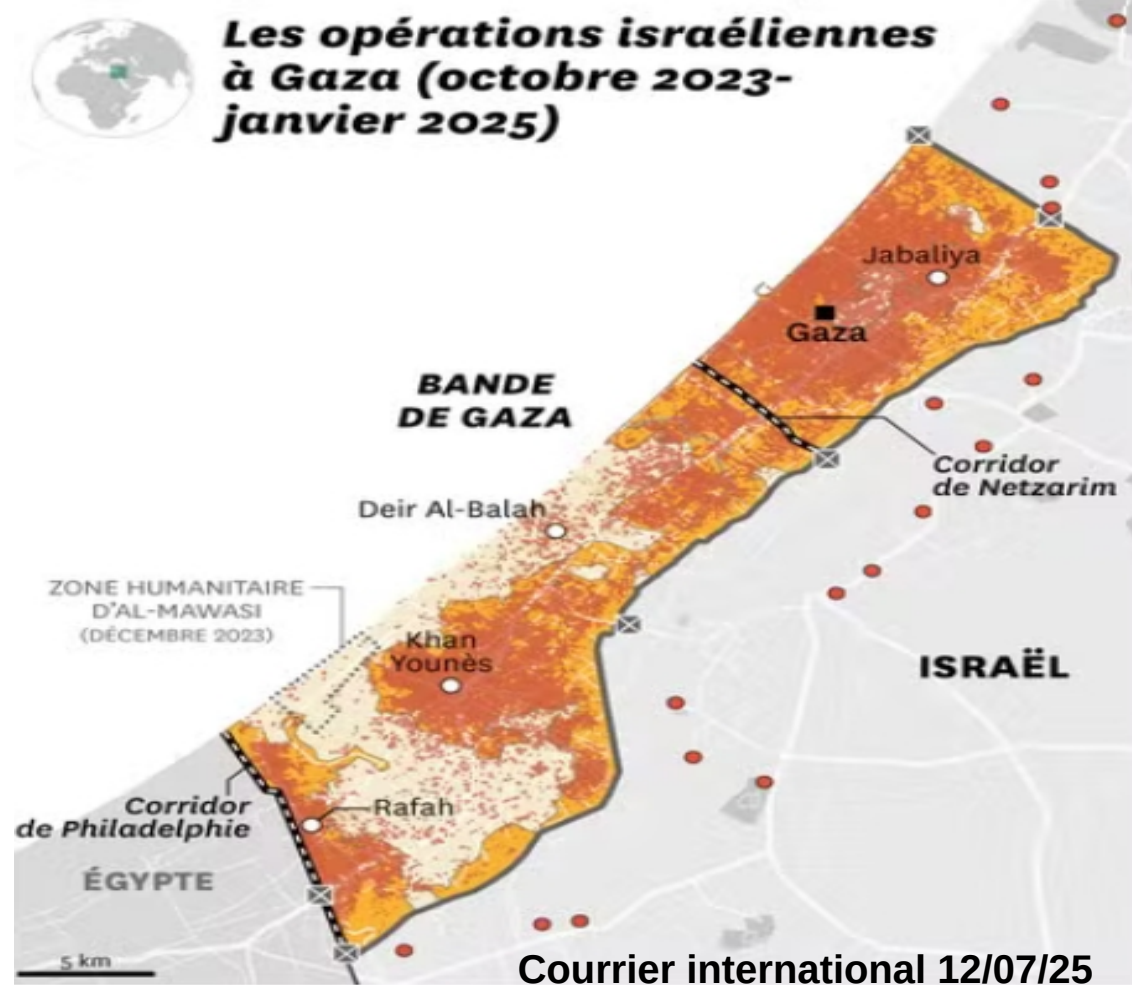 Les opérations israéliennes
à Gaza (octobre 2023-
janvier 2025)
Jabaliya
Gaza
BANDE
DE GAZA
Corridor
de Netzarim
Deir Al-Balah
ZONE HUMANITAIRE
D'AL-MAWASI
(DÉCEMBRE 2023)
Khan
Younès
ISRAËL
Corridor
de Philadelphie
Rafah
ÉGYPTE
5 km
Courrier international 12/07/25